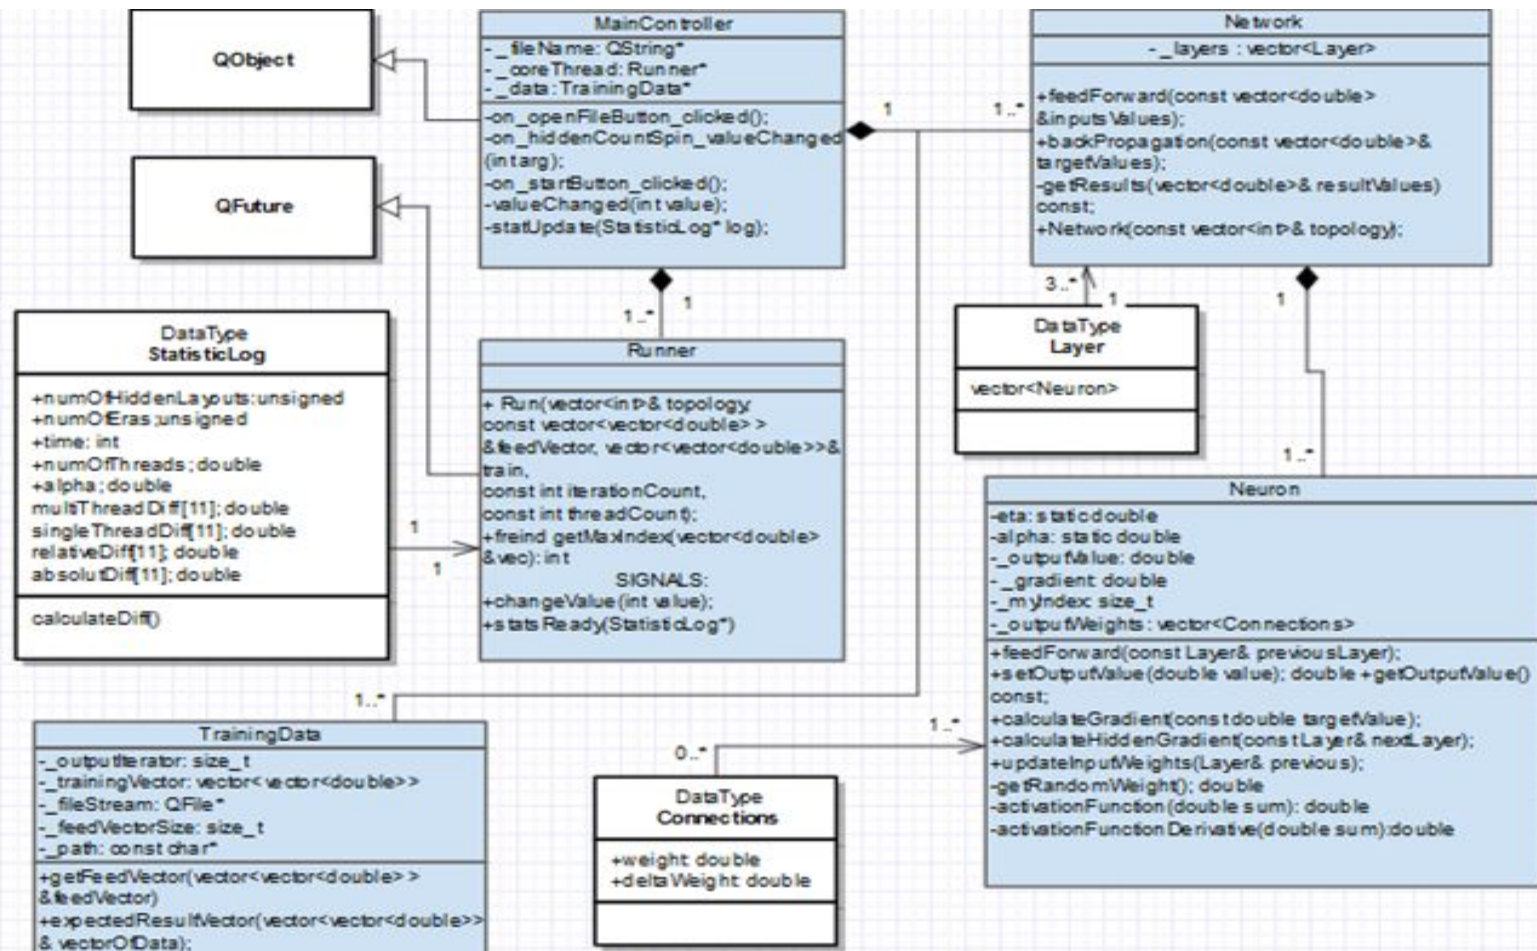 QObject
QFuture
MainController
-_fileName: QString*
-_coreThread: Runner*
-_data: TrainingData*
-on_openFileButton_clicked();
-on_hiddenCountSpin_valueChanged
(int arg);
-on_startButton_clicked();
-valueChanged(int value);
-statUpdate(StatisticLog* log);
1
1..*
1
1..*
Network
-_layers : vector<Layer>
+feedForward(const vector<double>
&inputsValues);
+backPropagation(const vector<double>&
targetValues);
-getResults(vector<double>& resultValues)
const;
+Network(const vector<int>& topology);
3..*
1
1
1..*
DataType
StatisticLog
+numOfHiddenLayouts:unsigned
+numOfEras;unsigned
+time: int
+numOfThreads; double
+alpha; double
multiThreadDiff[11]; double
singleThreadDiff[11]; double
relativeDiff[11]; double
absolutDiff[11]; double
calculateDiff()
1
1
Runner
+ Run(vector<int>& topology,
const vector<vector<double> >
&feedVector, vector<vector<double>>&
train,
const int iterationCount,
const int threadCount);
+freind getMaxIndex(vector<double>
&vec): int
SIGNALS:
+changeValue(int value);
+statsReady(StatisticLog*)
DataType
Layer
vector<Neuron>
Neuron
-eta: static double
-alpha: static double
-_outputValue: double
-_gradient: double
-_myIndex: size_t
-_outputWeights: vector<Connections>
+feedForward(const Layer& previousLayer);
+setOutputValue(double value); double +getOutputValue()
const;
+calculateGradient(const double targetValue);
+calculateHiddenGradient(const Layer& nextLayer);
+updateInputWeights(Layer& previous);
-getRandomWeight(); double
-activationFunction(double sum): double
-activationFunctionDerivative(double sum):double
1..*
TrainingData
-_outputIterator: size_t
-_trainingVector: vector< vector<double>>
-_fileStream: QFile*
-_feedVectorSize: size_t
-_path: const char*
+getFeedVector(vector<vector<double> >
&feedVector)
+expectedResultVector(vector<vector<double>>
& vectorOfData);
0..*
1..*
DataType
Connections
+weight: double
+deltaWeight: double